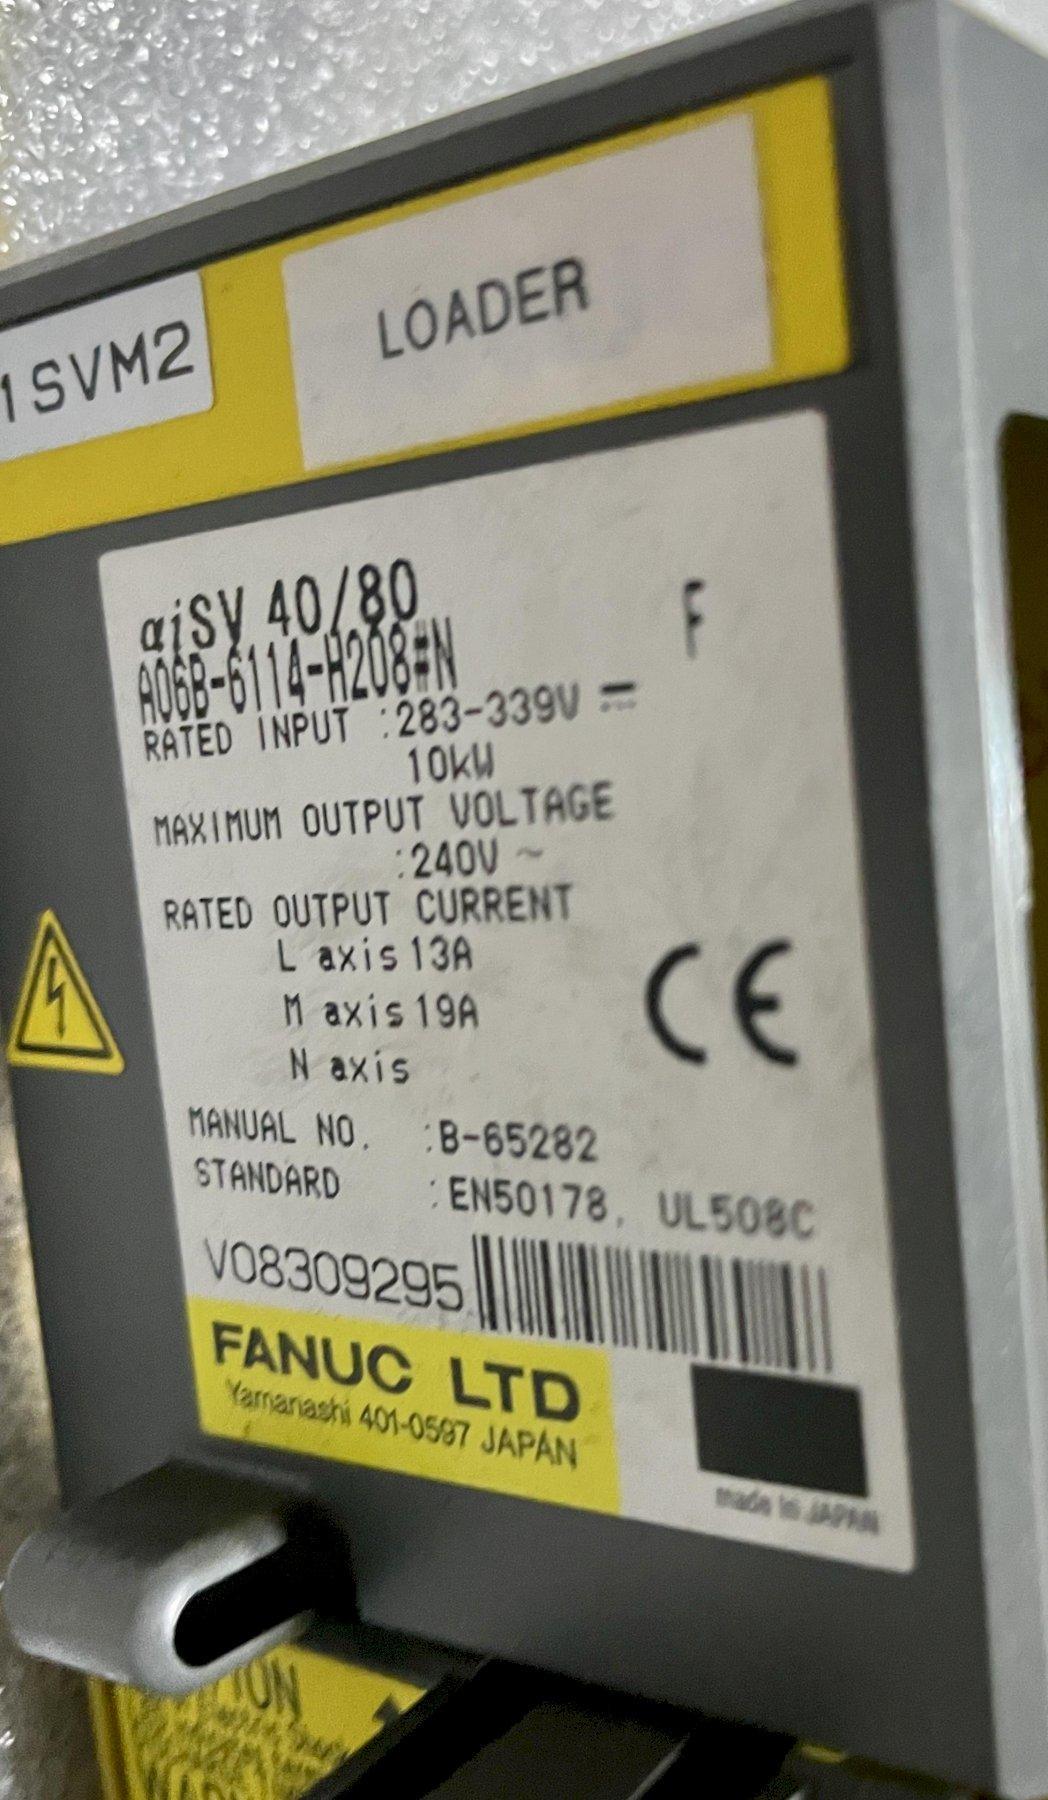 1SVM2
LOADER
αiSV 40/80
F
A06B-6114-H208#N
RATED INPUT :283-339V ⎓
10kW
MAXIMUM OUTPUT VOLTAGE
:240V ~
RATED OUTPUT CURRENT
L axis 13A
M axis 19A
N axis
CE
MANUAL NO. :B-65282
STANDARD :EN50178, UL508C
V08309295
FANUC LTD
Yamanashi 401-0597 JAPAN
made in JAPAN